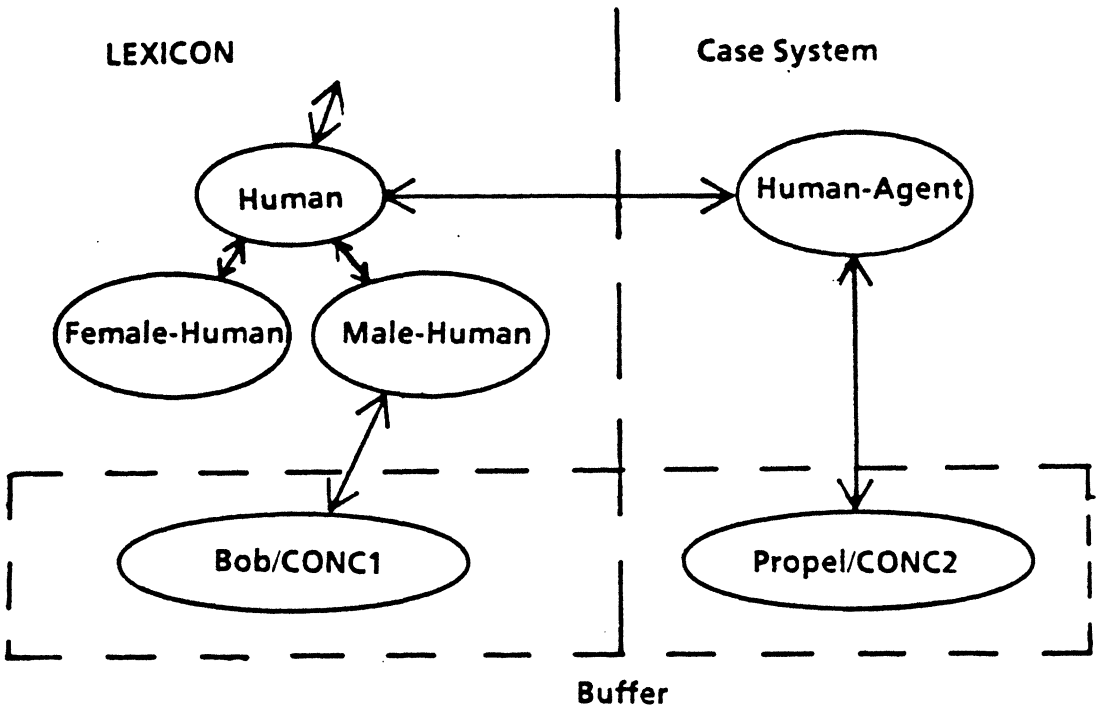 LEXICON
Case System
Human
Human-Agent
Female-Human
Male-Human
Bob/CONC1
Propel/CONC2
Buffer